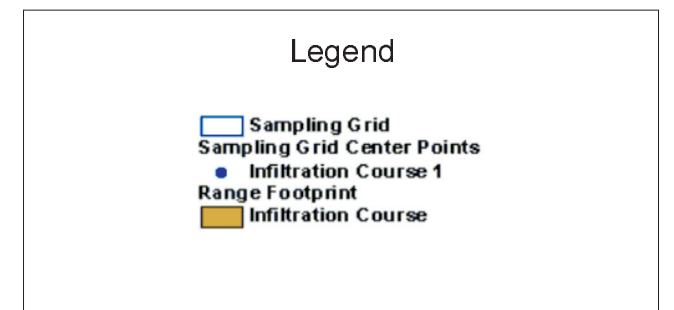 Legend
Sampling Grid
Sampling Grid Center Points
Infiltration Course 1
Range Footprint
Infiltration Course